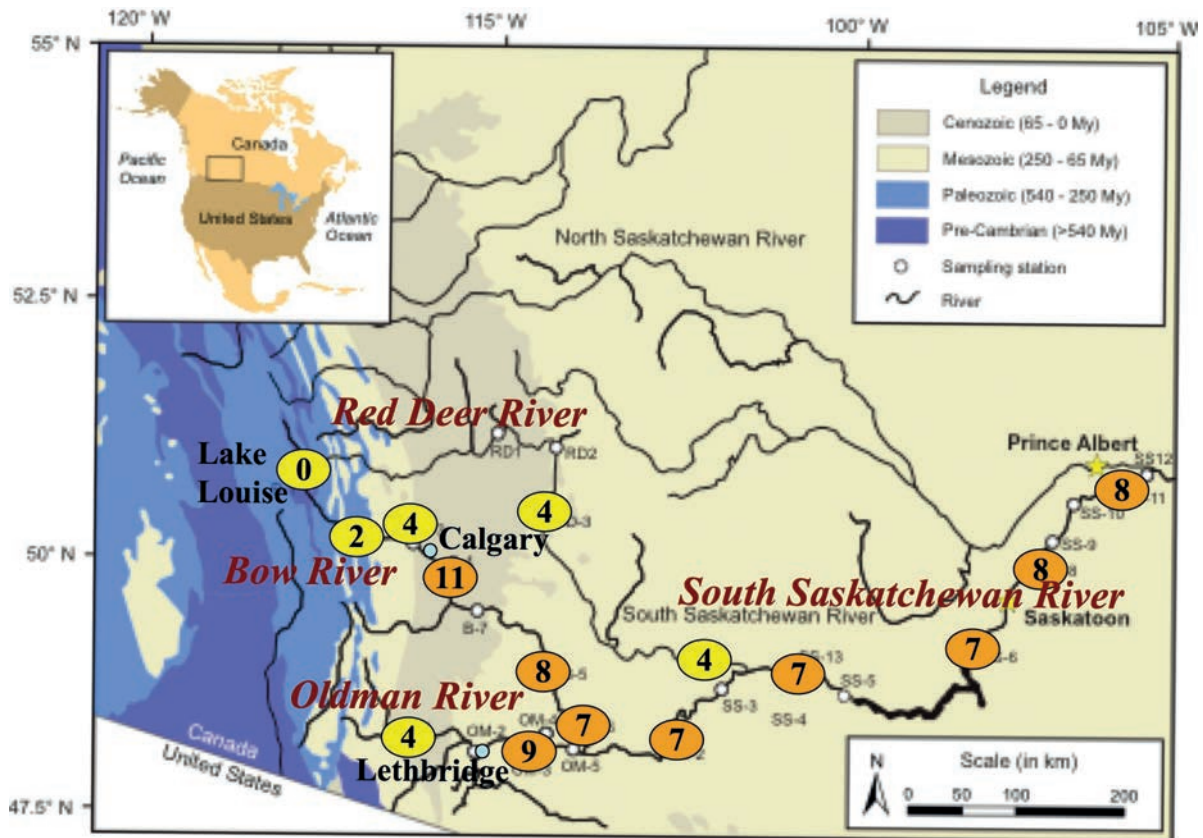 120° W
115° W
100° W
105° W
55° N
52.5° N
50° N
47.5° N
Canada
Pacific
Ocean
United States
Atlantic
Ocean
Legend
Cenozoic (65 - 0 My)
Mesozoic (250 - 65 My)
Paleozoic (540 - 250 My)
Pre-Cambrian (>540 My)
Sampling station
River
North Saskatchewan River
Red Deer River
RD1
RD2
Lake
Louise
0
2
4
4
Calgary
Bow River
11
B-7
Prince Albert
SS12
8
-11
SS-10
SS-9
8
South Saskatchewan River
Saskatoon
South Saskatchewan River
4
7
SS-13
7
SS-5
SS-3
SS-4
8
Oldman River
4
OM-2
Lethbridge
9
7
OM-5
7
Canada
United States
N
Scale (in km)
0 50 100 200